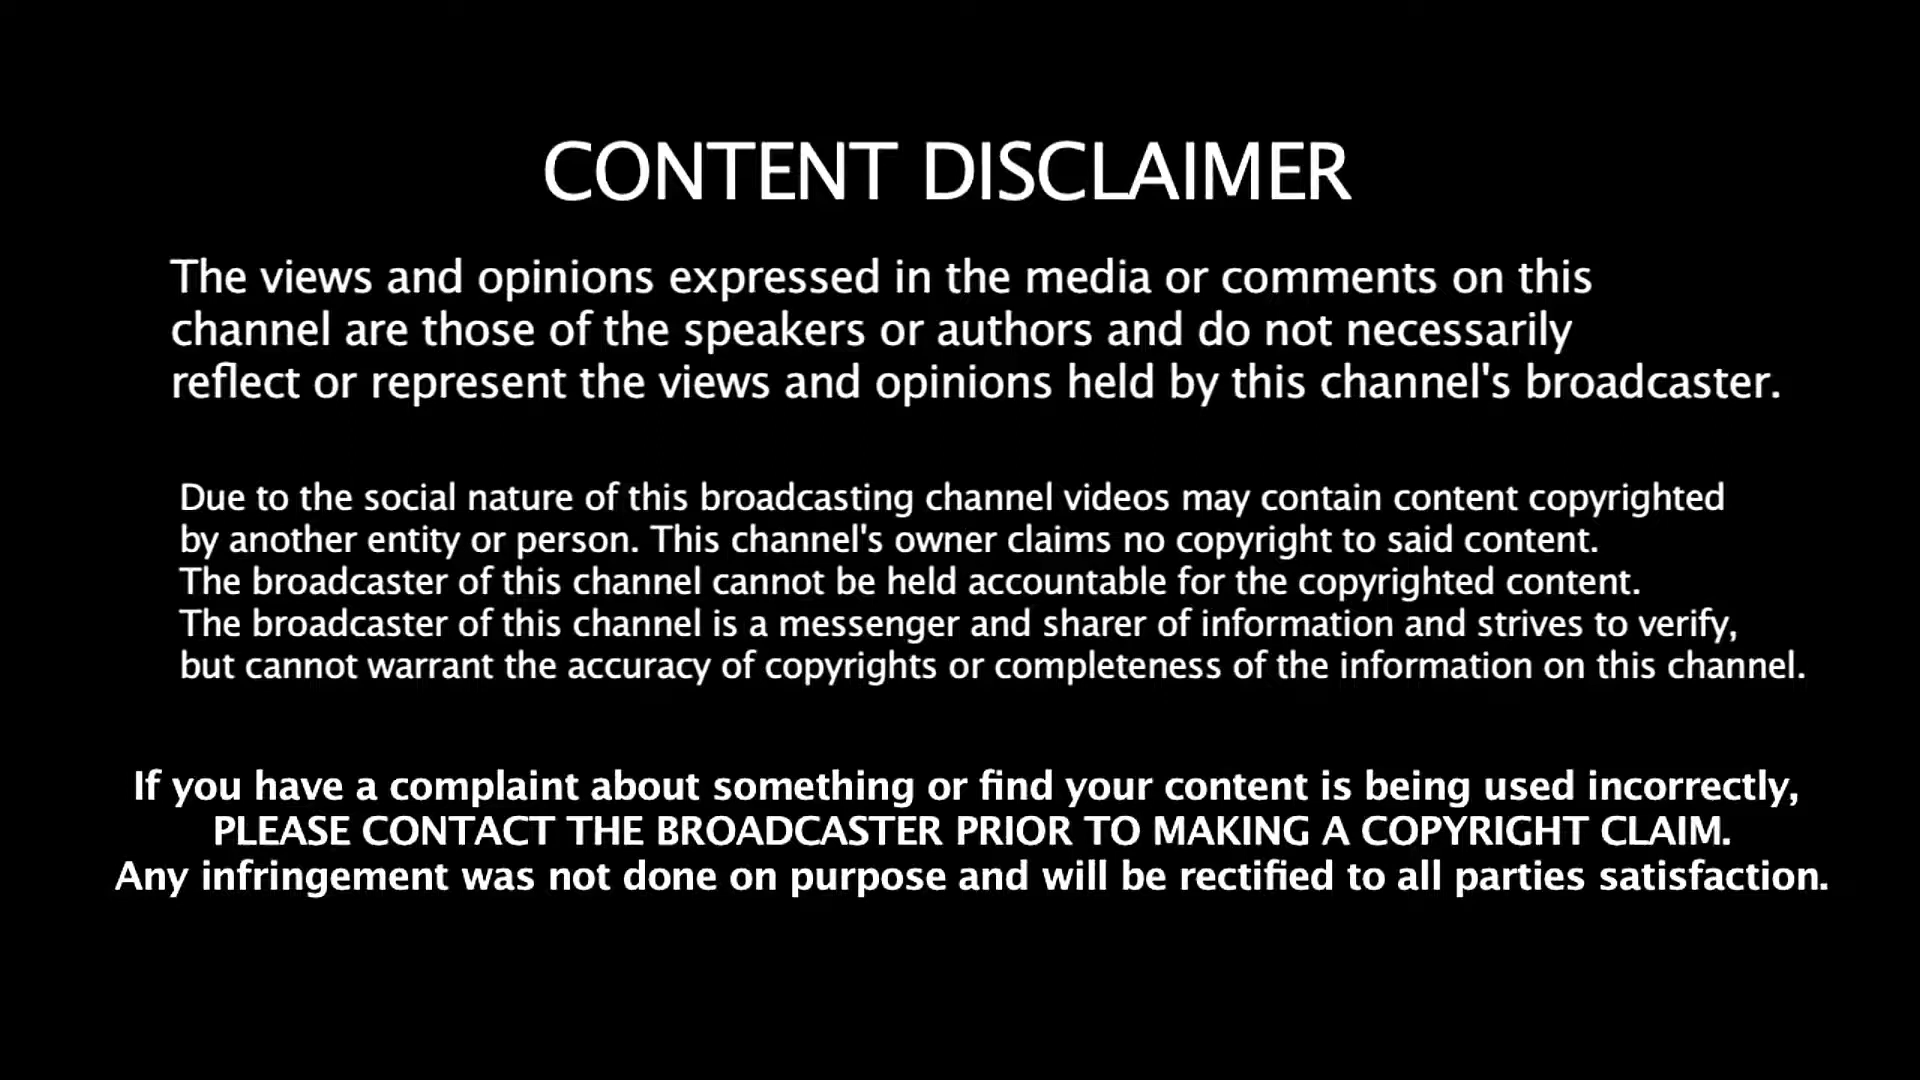 CONTENT DISCLAIMER
The views and opinions expressed in the media or comments on this
channel are those of the speakers or authors and do not necessarily
reflect or represent the views and opinions held by this channel's broadcaster.
Due to the social nature of this broadcasting channel videos may contain content copyrighted
by another entity or person. This channel's owner claims no copyright to said content.
The broadcaster of this channel cannot be held accountable for the copyrighted content.
The broadcaster of this channel is a messenger and sharer of information and strives to verify,
but cannot warrant the accuracy of copyrights or completeness of the information on this channel.
If you have a complaint about something or find your content is being used incorrectly,
PLEASE CONTACT THE BROADCASTER PRIOR TO MAKING A COPYRIGHT CLAIM.
Any infringement was not done on purpose and will be rectified to all parties satisfaction.